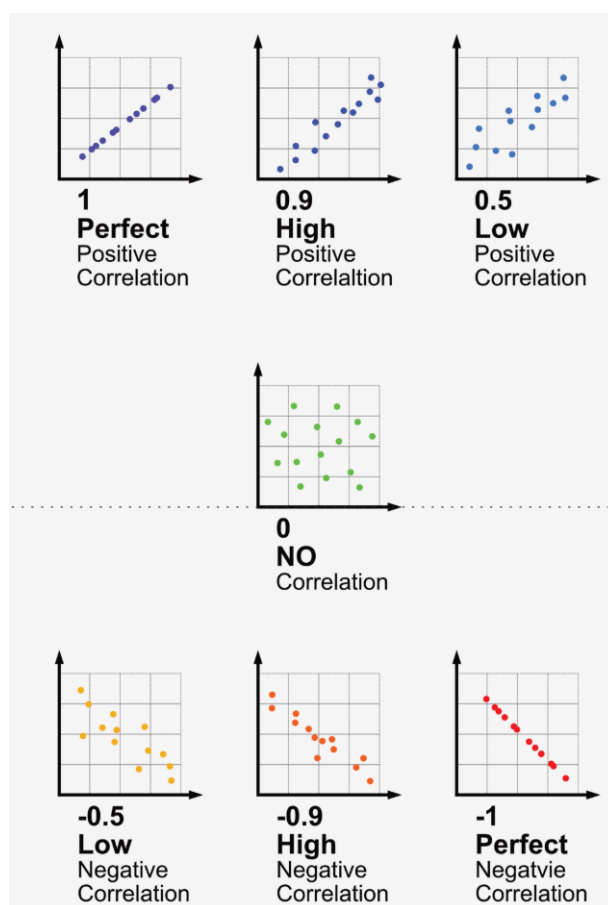 1
Perfect
Positive
Correlation
0.9
High
Positive
Correlaltion
0.5
Low
Positive
Correlation
0
NO
Correlation
-0.5
Low
Negative
Correlation
-0.9
High
Negative
Correlation
-1
Perfect
Negatvie
Correlation